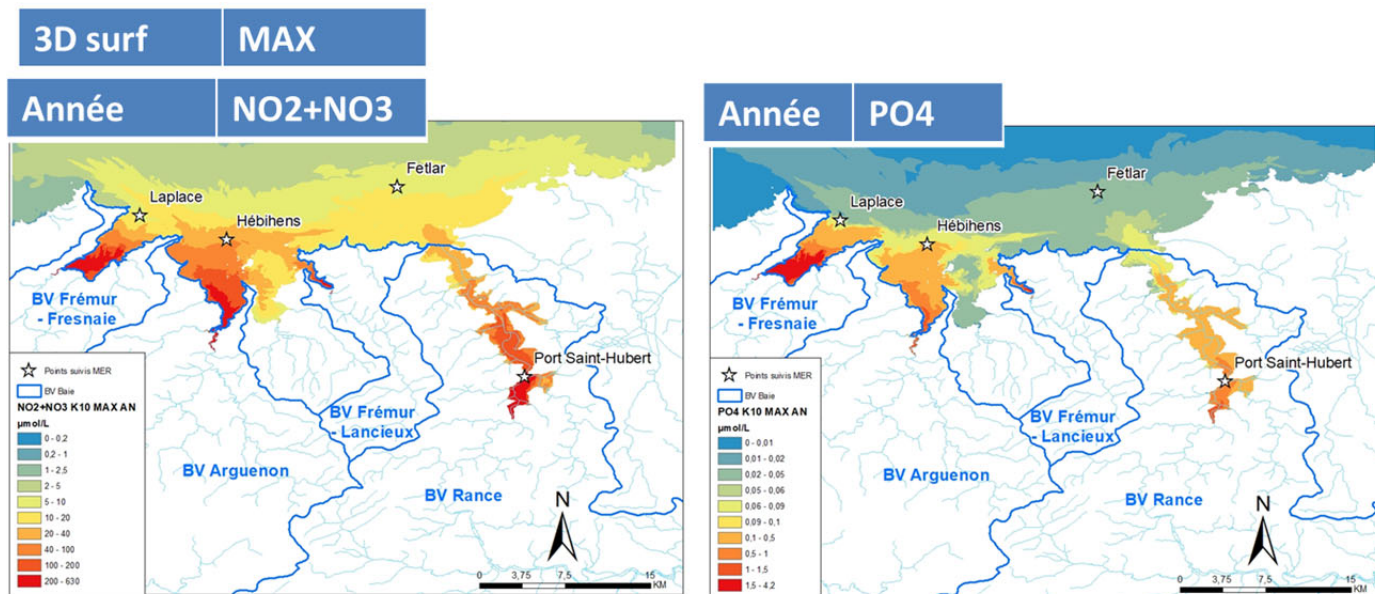 3D surf MAX
Année NO2+NO3
Fetlar
Laplace
Hébihens
BV Frémur
- Fresnaie
Port Saint-Hubert
Points suivis MER
BV Baie
NO2+NO3 K10 MAX AN
µmol/L
0 - 0,2
0,2 - 1
1 - 2,5
2 - 5
5 - 10
10 - 20
20 - 40
40 - 100
100 - 200
200 - 630
BV Frémur
- Lancieux
BV Arguenon
BV Rance
N
0 3,75 7,5 15
KM
Année PO4
Fetlar
Laplace
Hébihens
BV Frémur
- Fresnaie
Port Saint-Hubert
Points suivis MER
BV Baie
PO4 K10 MAX AN
µmol/L
0 - 0,01
0,01 - 0,02
0,02 - 0,05
0,05 - 0,06
0,06 - 0,09
0,09 - 0,1
0,1 - 0,5
0,5 - 1
1 - 1,5
1,5 - 4,2
BV Frémur
- Lancieux
BV Arguenon
BV Rance
N
0 3,75 7,5 15
KM